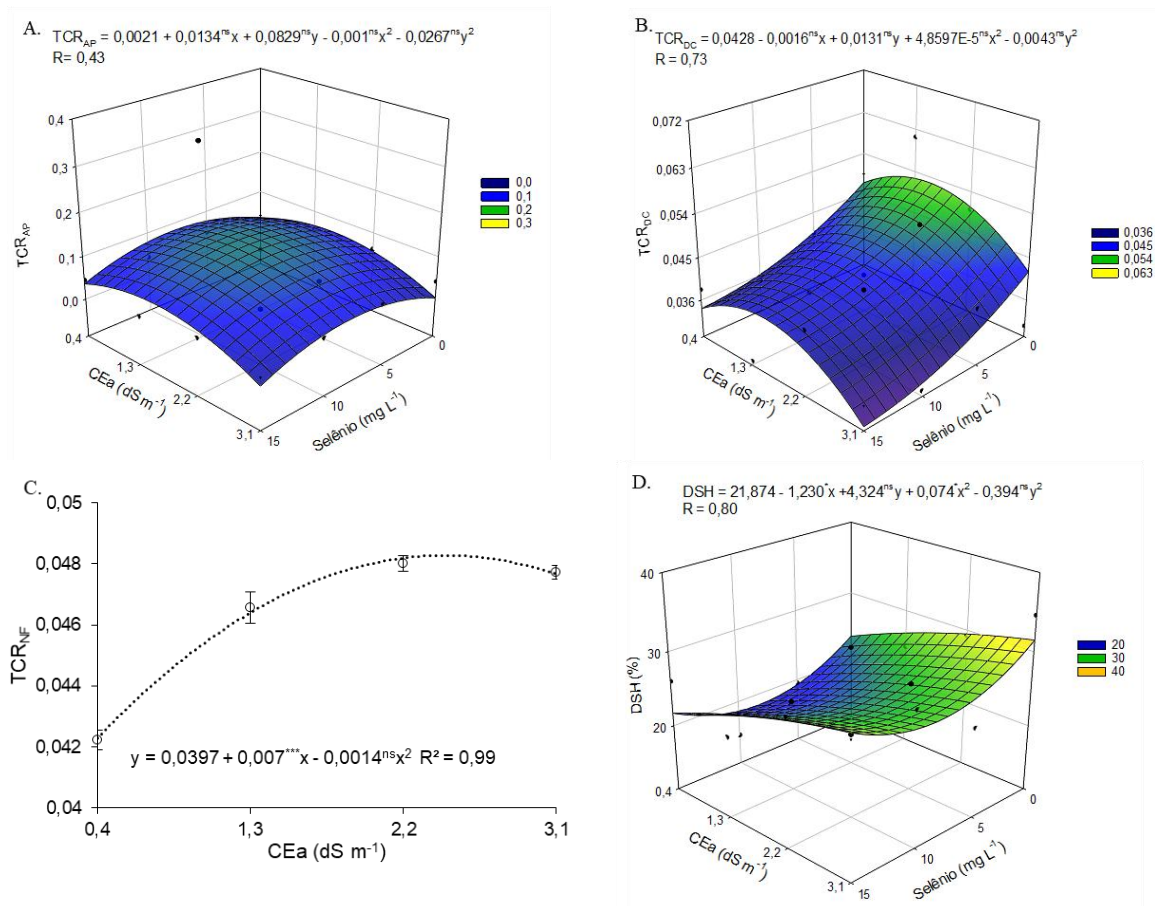 A.
TCR_AP = 0,0021 + 0,0134^ns x + 0,0829^ns y - 0,001^ns x² - 0,0267^ns y²
R= 0,43
0,4
0,3
0,2
0,1
0,0
TCR_AP
0,4
1,3
2,2
3,1
CEa (dS m⁻¹)
15
10
5
0
Selênio (mg L⁻¹)
0,0
0,1
0,2
0,3
B.
TCR_DC = 0,0428 - 0,0016^ns x + 0,0131^ns y + 4,8597E-5^ns x² - 0,0043^ns y²
R = 0,73
0,072
0,063
0,054
0,045
0,036
TCR_DC
0,4
1,3
2,2
3,1
CEa (dS m⁻¹)
15
10
5
0
Selênio (mg L⁻¹)
0,036
0,045
0,054
0,063
C.
0,05
0,048
0,046
0,044
0,042
0,04
TCR_NF
y = 0,0397 + 0,007^*** x - 0,0014^ns x² R² = 0,99
0,4
1,3
2,2
3,1
CEa (dS m⁻¹)
D.
DSH = 21,874 - 1,230^* x +4,324^ns y + 0,074^* x² - 0,394^ns y²
R = 0,80
40
30
20
DSH (%)
0,4
1,3
2,2
3,1
CEa (dS m⁻¹)
15
10
5
0
Selênio (mg L⁻¹)
20
30
40